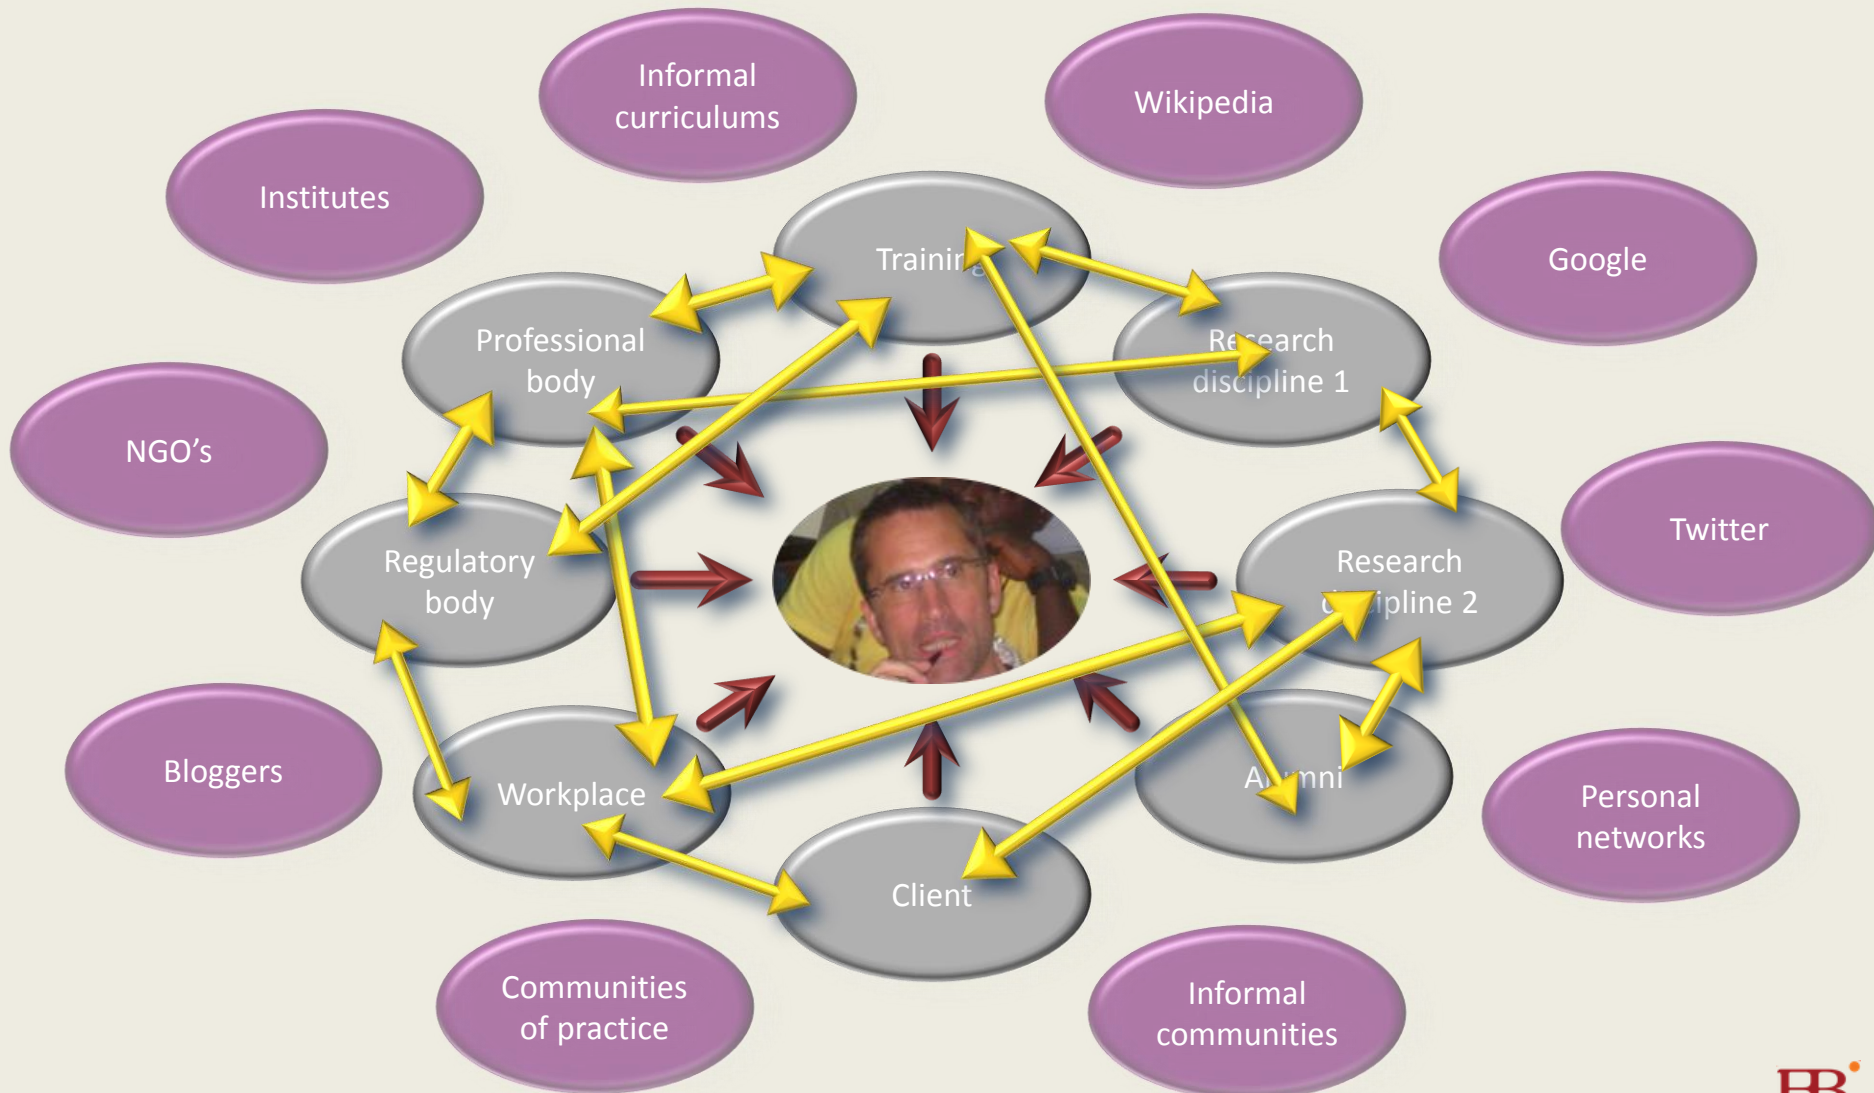 Informal
curriculums
Wikipedia
Institutes
Google
Training
Professional
body
Research
discipline 1
NGO’s
Twitter
Regulatory
body
Research
discipline 2
Bloggers
Workplace
Alumni
Personal
networks
Client
Communities
of practice
Informal
communities